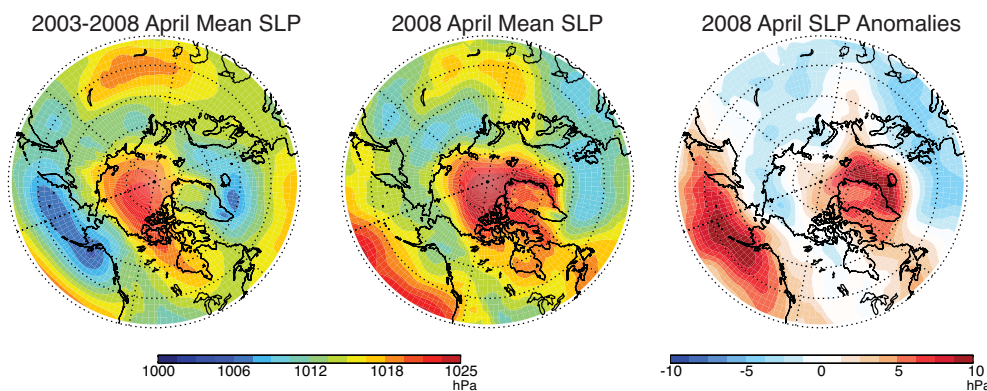 2003-2008 April Mean SLP
2008 April Mean SLP
2008 April SLP Anomalies
1000 1006 1012 1018 1025
hPa
-10 -5 0 5 10
hPa